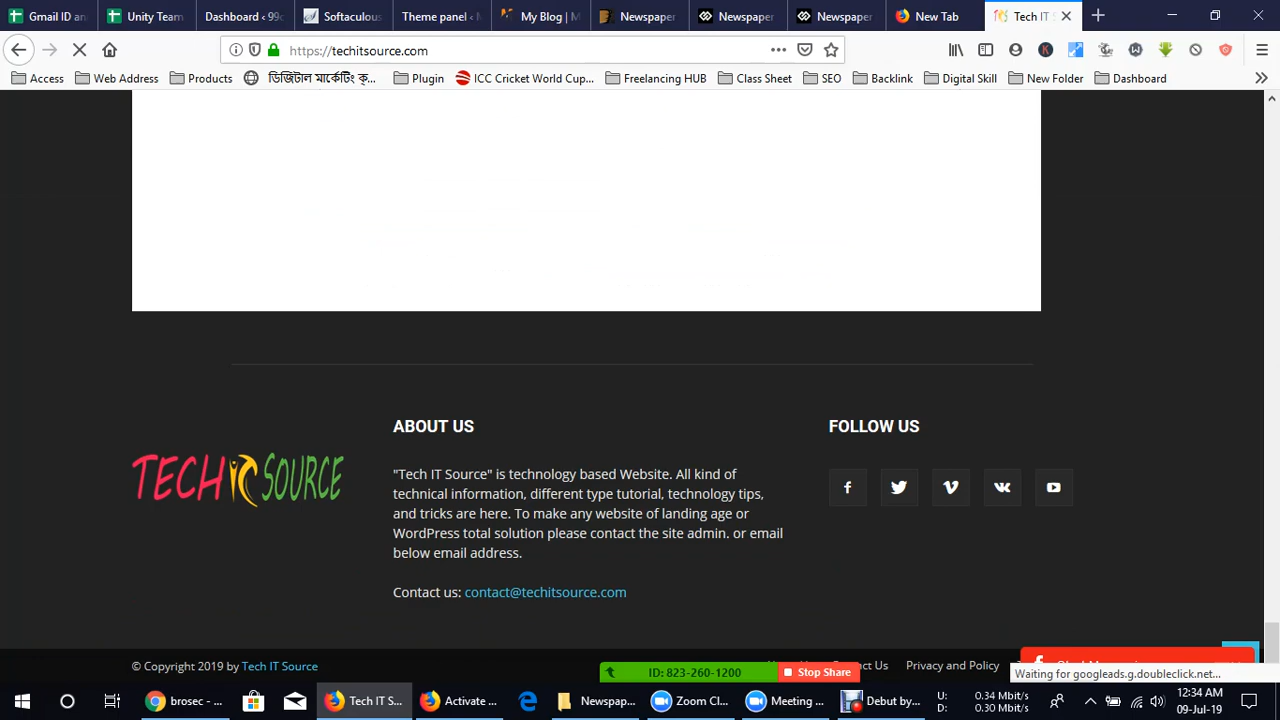 Gmail ID an
Unity Team
Dashboard ‹ 99c
Softaculous
Theme panel ‹
My Blog | M
Newspaper
Newspaper
Newspaper
New Tab
Tech IT S
https://techitsource.com
Access
Web Address
Products
ডিজিটাল মার্কেটিং ক্...
Plugin
ICC Cricket World Cup...
Freelancing HUB
Class Sheet
SEO
Backlink
Digital Skill
New Folder
Dashboard
TECH SOURCE
ABOUT US
"Tech IT Source" is technology based Website. All kind of
technical information, different type tutorial, technology tips,
and tricks are here. To make any website of landing age or
WordPress total solution please contact the site admin. or email
below email address.
Contact us: contact@techitsource.com
FOLLOW US
© Copyright 2019 by Tech IT Source
Privacy and Policy
Waiting for googleads.g.doubleclick.net...
ID: 823-260-1200
Stop Share
brosec - ...
Tech IT S...
Activate ...
Newspap...
Zoom Cl...
Meeting ...
Debut by...
U: 0.34 Mbit/s
D: 0.30 Mbit/s
12:34 AM
09-Jul-19